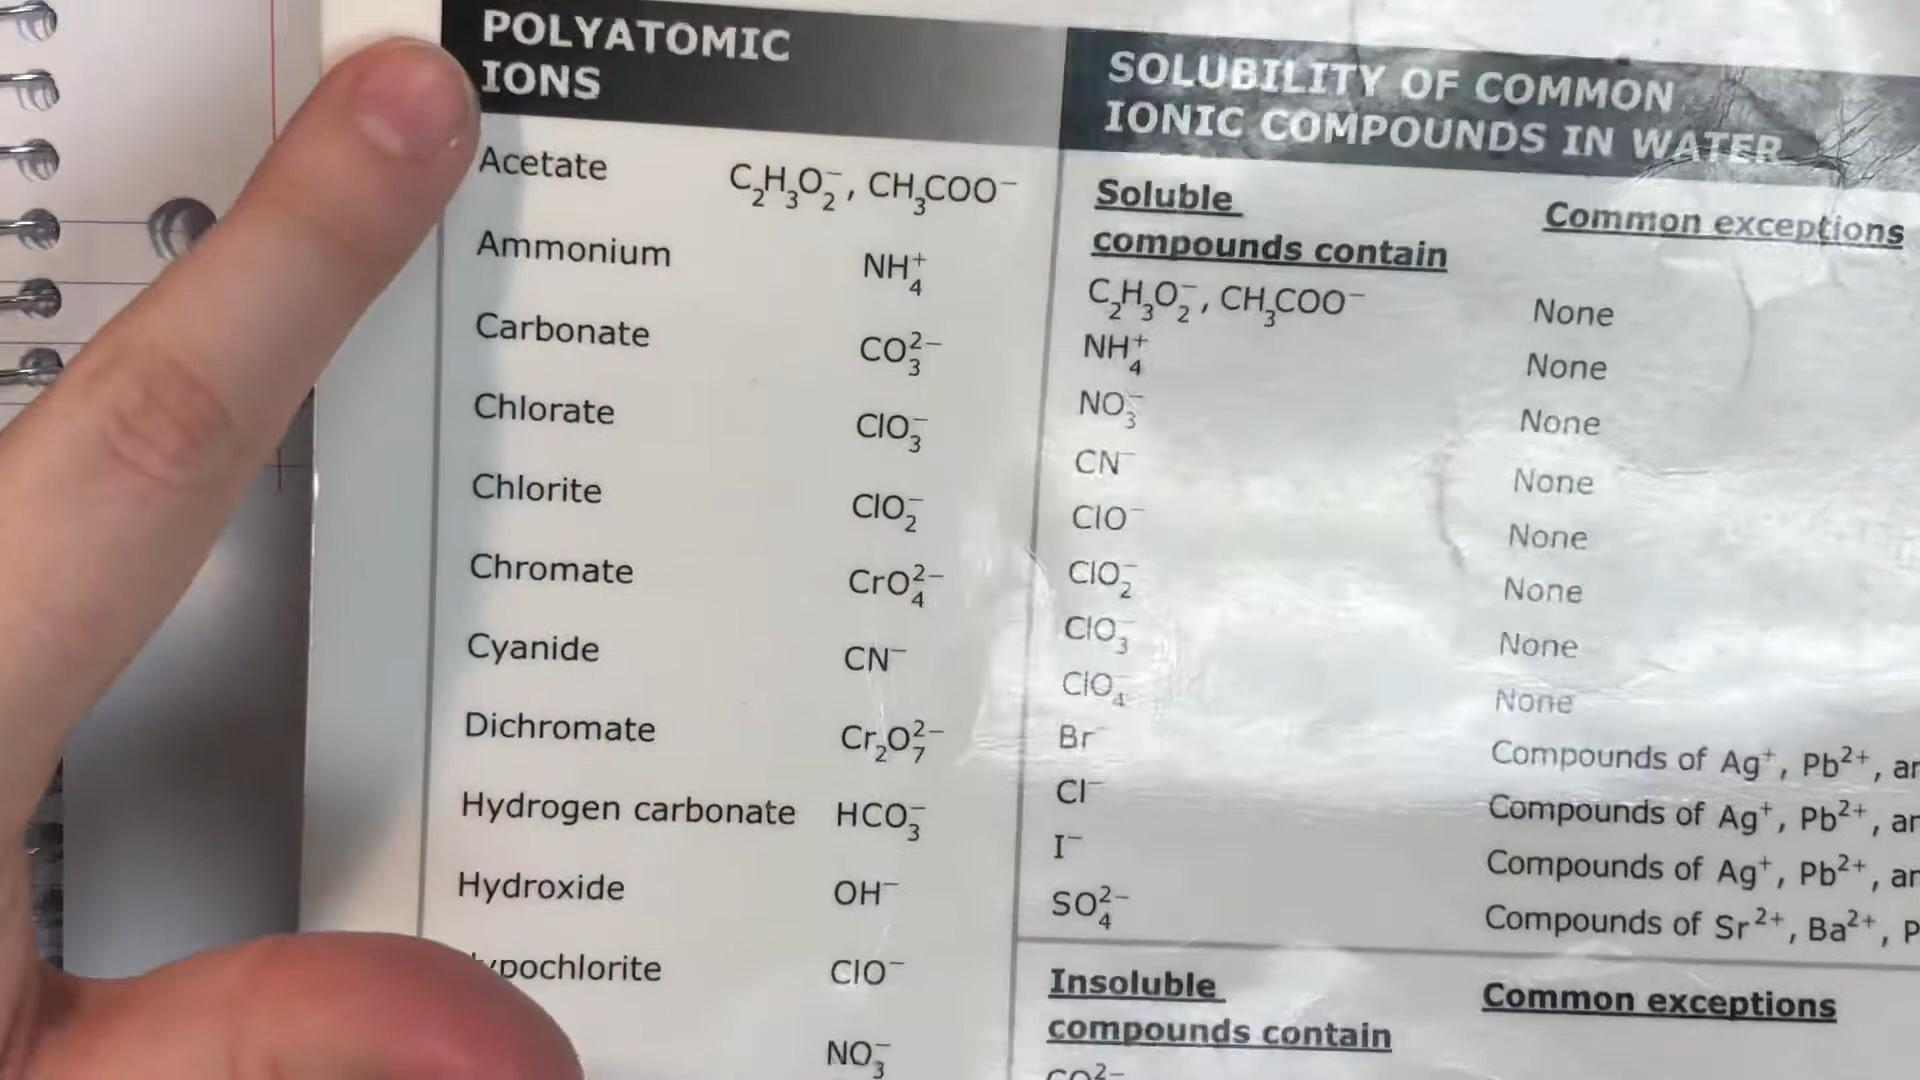 POLYATOMIC
IONS
Acetate C₂H₃O₂⁻, CH₃COO⁻
Ammonium NH₄⁺
Carbonate CO₃²⁻
Chlorate ClO₃⁻
Chlorite ClO₂⁻
Chromate CrO₄²⁻
Cyanide CN⁻
Dichromate Cr₂O₇²⁻
Hydrogen carbonate HCO₃⁻
Hydroxide OH⁻
ypochlorite ClO⁻
NO₃⁻
SOLUBILITY OF COMMON
IONIC COMPOUNDS IN WATER
Soluble
compounds contain Common exceptions
C₂H₃O₂⁻, CH₃COO⁻ None
NH₄⁺ None
NO₃⁻ None
CN⁻ None
ClO⁻ None
ClO₂⁻ None
ClO₃⁻ None
ClO₄⁻ None
Br⁻ Compounds of Ag⁺, Pb²⁺, an
Cl⁻ Compounds of Ag⁺, Pb²⁺, an
I⁻ Compounds of Ag⁺, Pb²⁺, an
SO₄²⁻ Compounds of Sr²⁺, Ba²⁺, P
Insoluble
compounds contain Common exceptions